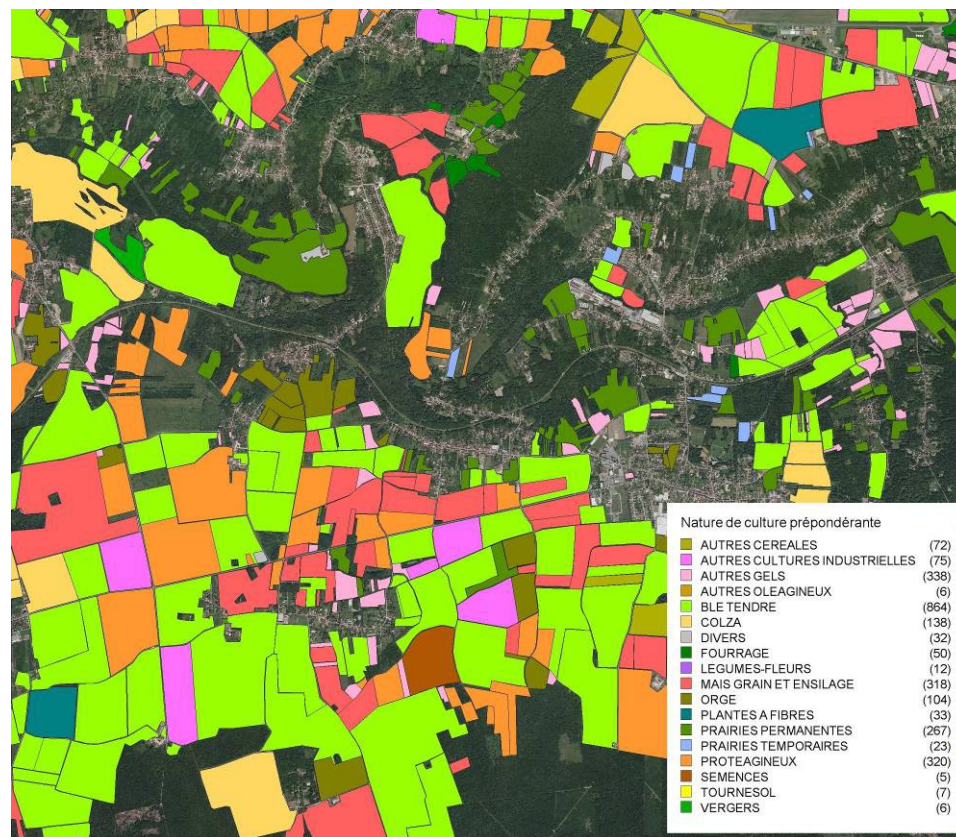 Nature de culture prépondérante
AUTRES CEREALES (72)
AUTRES CULTURES INDUSTRIELLES (75)
AUTRES GELS (338)
AUTRES OLEAGINEUX (6)
BLE TENDRE (864)
COLZA (138)
DIVERS (32)
FOURRAGE (50)
LEGUMES-FLEURS (12)
MAIS GRAIN ET ENSILAGE (318)
ORGE (104)
PLANTES A FIBRES (33)
PRAIRIES PERMANENTES (267)
PRAIRIES TEMPORAIRES (23)
PROTEAGINEUX (320)
SEMENCES (5)
TOURNESOL (7)
VERGERS (6)